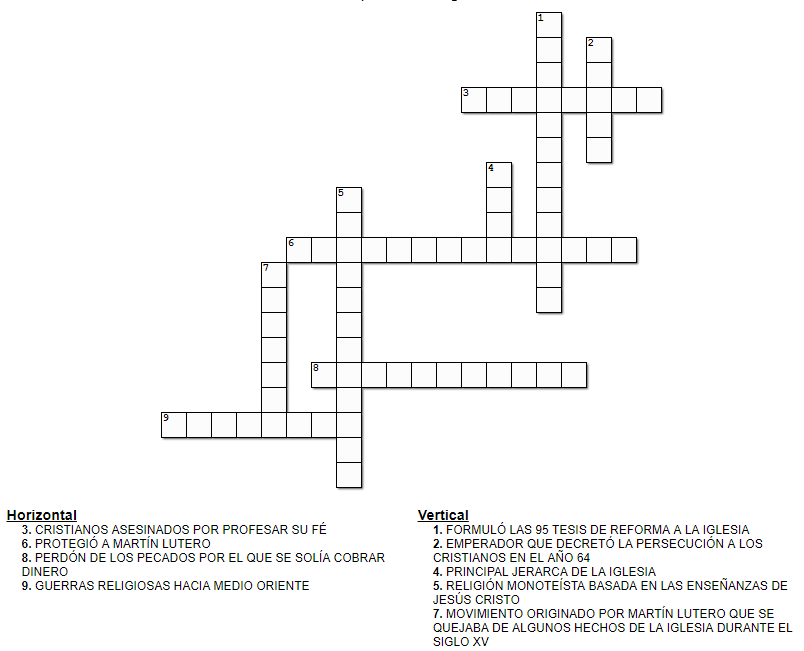 1
2
3
4
5
6
7
8
9
Horizontal
3. CRISTIANOS ASESINADOS POR PROFESAR SU FÉ
6. PROTEGIÓ A MARTÍN LUTERO
8. PERDÓN DE LOS PECADOS POR EL QUE SE SOLÍA COBRAR
DINERO
9. GUERRAS RELIGIOSAS HACIA MEDIO ORIENTE
Vertical
1. FORMULÓ LAS 95 TESIS DE REFORMA A LA IGLESIA
2. EMPERADOR QUE DECRETÓ LA PERSECUCIÓN A LOS
CRISTIANOS EN EL AÑO 64
4. PRINCIPAL JERARCA DE LA IGLESIA
5. RELIGIÓN MONOTEÍSTA BASADA EN LAS ENSEÑANZAS DE
JESÚS CRISTO
7. MOVIMIENTO ORIGINADO POR MARTÍN LUTERO QUE SE
QUEJABA DE ALGUNOS HECHOS DE LA IGLESIA DURANTE EL
SIGLO XV